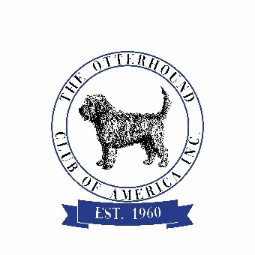 THE OTTERHOUND
CLUB OF AMERICA INC.
EST. 1960